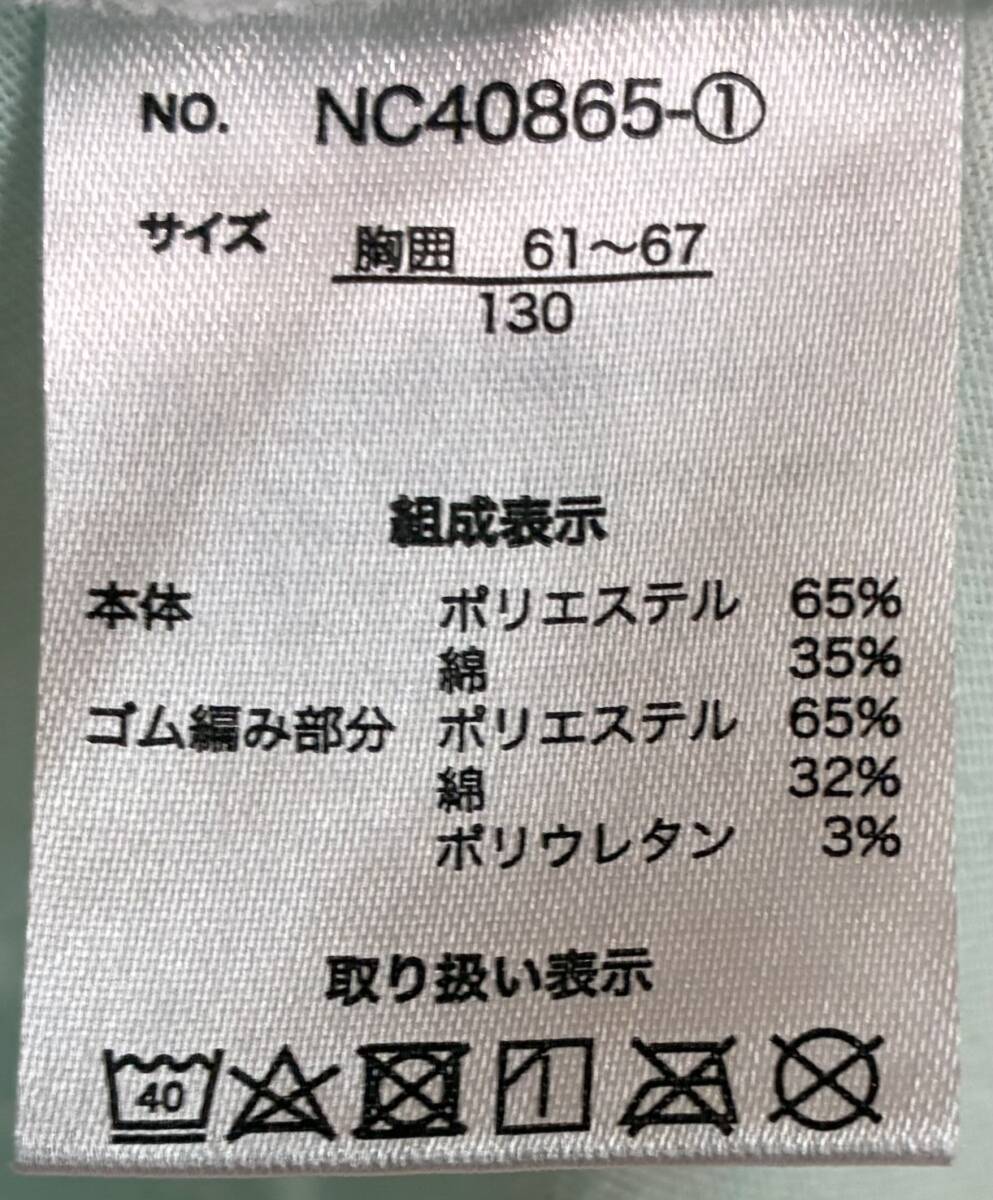 NO. NC40865-①
サイズ 胸囲 61～67
130
組成表示
本体 ポリエステル 65%
綿 35%
ゴム編み部分 ポリエステル 65%
綿 32%
ポリウレタン 3%
取り扱い表示
40